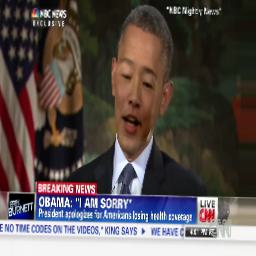 NBC NEWS
EXCLUSIVE
"NBC Nightly News"
BREAKING NEWS
ERIN
BURNETT
OBAMA: "I AM SORRY"
President apologizes for Americans losing health coverage
LIVE
CNN
E NO TIME CODES ON THE VIDEOS," KING SAYS
WE HAVE C